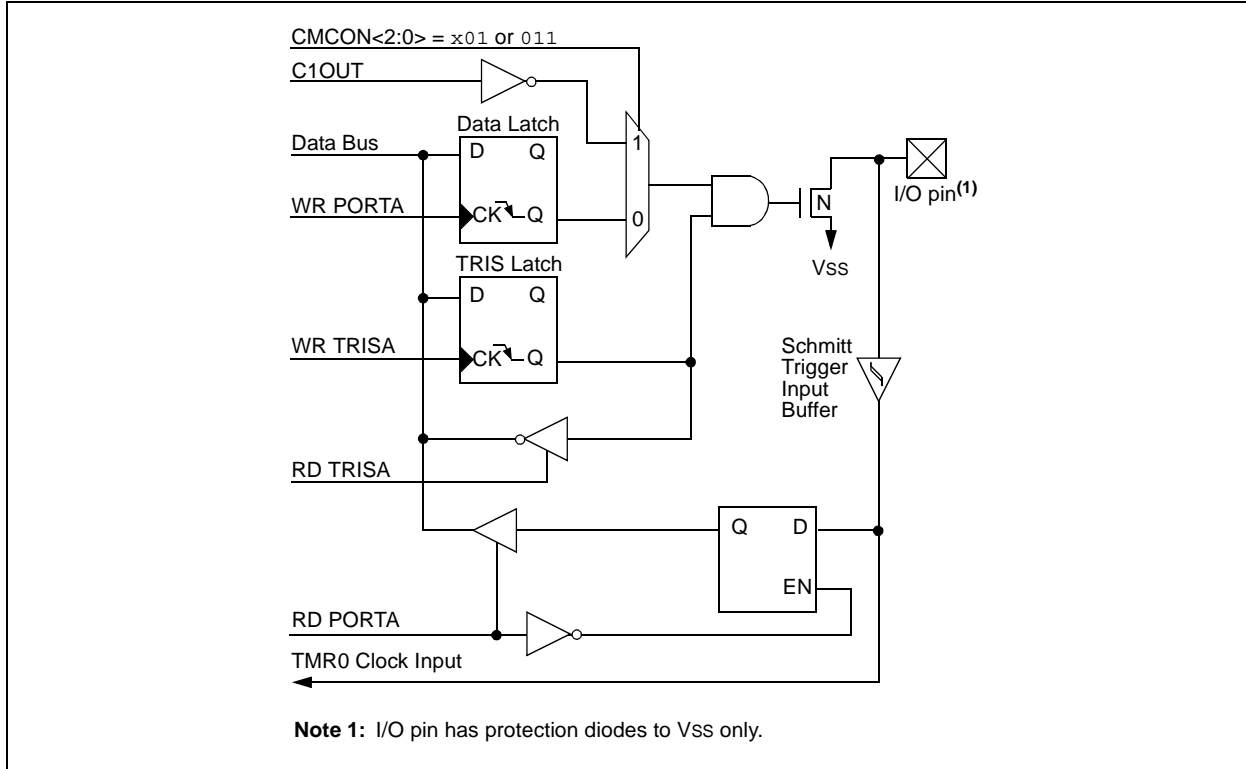 CMCON<2:0> = x01 or 011
C1OUT
Data Latch
Data Bus
D Q
1
I/O pin(1)
WR PORTA
CK Q
0
N
VSS
TRIS Latch
D Q
WR TRISA
CK Q
Schmitt
Trigger
Input
Buffer
RD TRISA
Q D
EN
RD PORTA
TMR0 Clock Input
Note 1: I/O pin has protection diodes to VSS only.